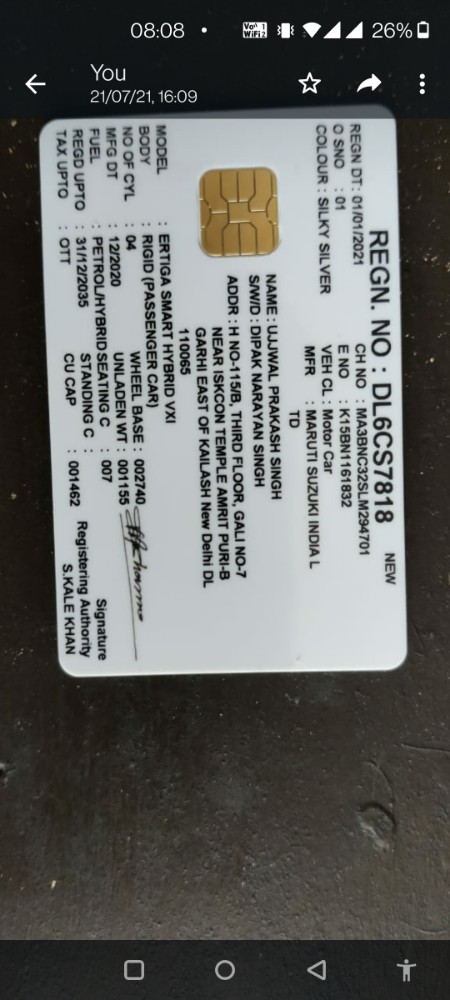 08:08 • Vo) 1 WiFi2 26%
You
21/07/21, 16:09
REGN. NO : DL6CS7818 NEW
REGN DT : 01/01/2021 CH NO : MA3BNC32SLM294701
O SNO : 01 E NO : K15BN1161832
COLOUR : SILKY SILVER VEH CL : Motor Car
MFR : MARUTI SUZUKI INDIA L
TD
NAME : UJJWAL PRAKASH SINGH
S/W/D : DIPAK NARAYAN SINGH
ADDR : H NO-115/B, THIRD FLOOR, GALI NO-7
NEAR ISKCON TEMPLE AMRIT PURI-B
GARHI EAST OF KAILASH New Delhi DL
110065
MODEL : ERTIGA SMART HYBRID VXI
BODY : RIGID (PASSENGER CAR)
NO OF CYL : 04 WHEEL BASE : 002740
MFG DT : 12/2020 UNLADEN WT : 001155
FUEL : PETROL/HYBRID SEATING C : 007 Signature
REGD UPTO : 31/12/2035 STANDING C : Registering Authority
TAX UPTO : OTT CU CAP : 001462 S.KALE KHAN